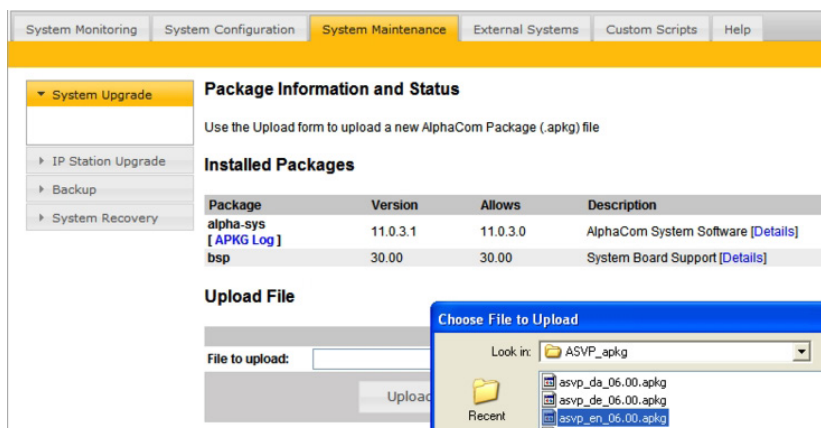 System Monitoring System Configuration System Maintenance External Systems Custom Scripts Help
System Upgrade
IP Station Upgrade
Backup
System Recovery
Package Information and Status
Use the Upload form to upload a new AlphaCom Package (.apkg) file
Installed Packages
Package Version Allows Description
alpha-sys 11.0.3.1 11.0.3.0 AlphaCom System Software [Details]
[ APKG Log ]
bsp 30.00 30.00 System Board Support [Details]
Upload File
File to upload:
Upload
Choose File to Upload
Look in: ASVP_apkg
asvp_da_06.00.apkg
asvp_de_06.00.apkg
asvp_en_06.00.apkg
Recent